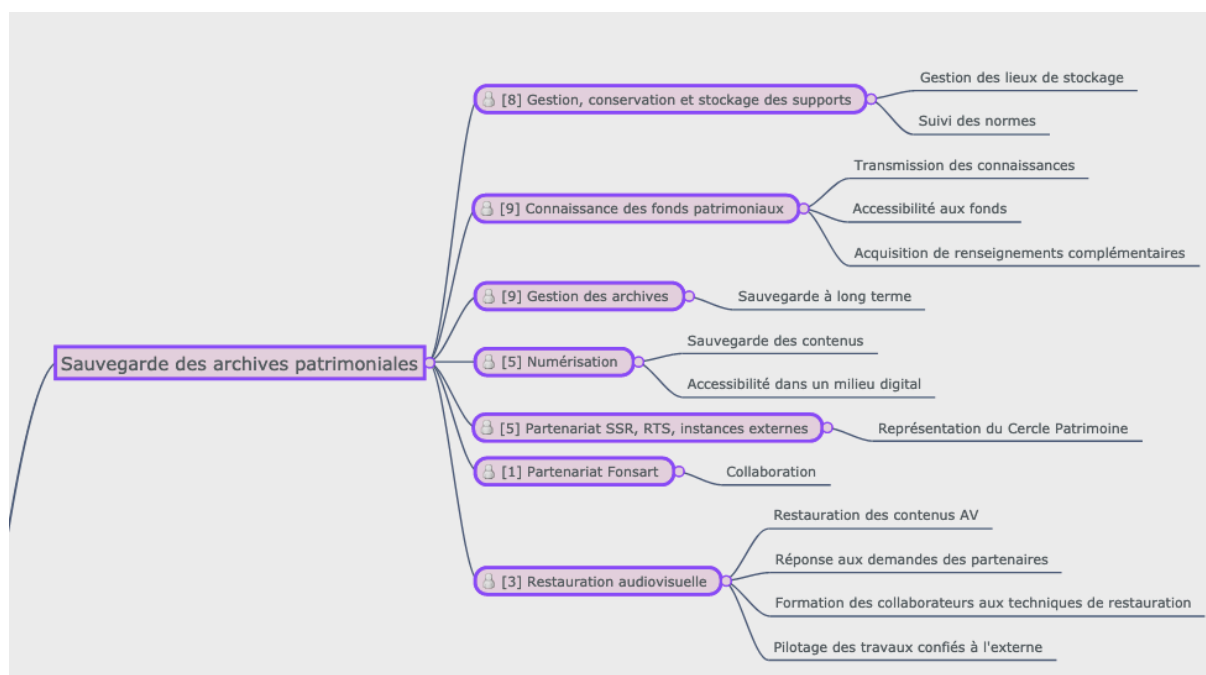 Sauvegarde des archives patrimoniales
[8] Gestion, conservation et stockage des supports
Gestion des lieux de stockage
Suivi des normes
[9] Connaissance des fonds patrimoniaux
Transmission des connaissances
Accessibilité aux fonds
Acquisition de renseignements complémentaires
[9] Gestion des archives
Sauvegarde à long terme
[5] Numérisation
Sauvegarde des contenus
Accessibilité dans un milieu digital
[5] Partenariat SSR, RTS, instances externes
Représentation du Cercle Patrimoine
[1] Partenariat Fonsart
Collaboration
[3] Restauration audiovisuelle
Restauration des contenus AV
Réponse aux demandes des partenaires
Formation des collaborateurs aux techniques de restauration
Pilotage des travaux confiés à l'externe